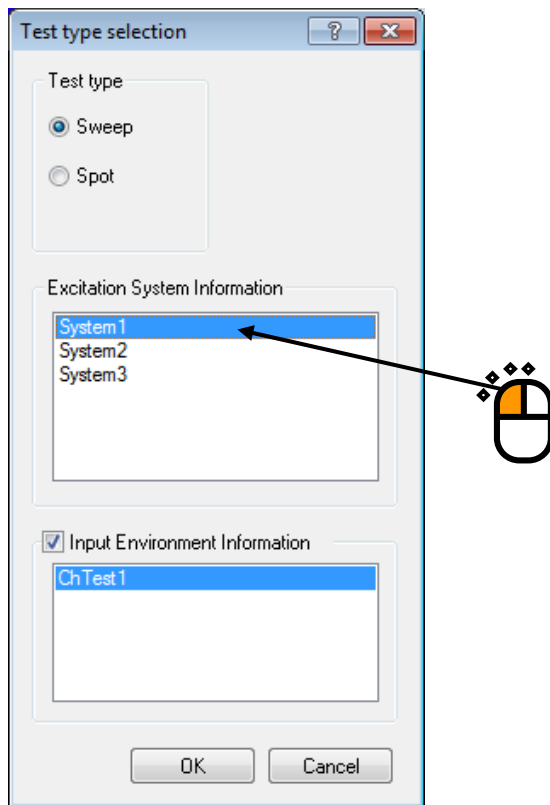 Test type selection
?
Test type
Sweep
Spot
Excitation System Information
System1
System2
System3
Input Environment Information
ChTest1
OK
Cancel